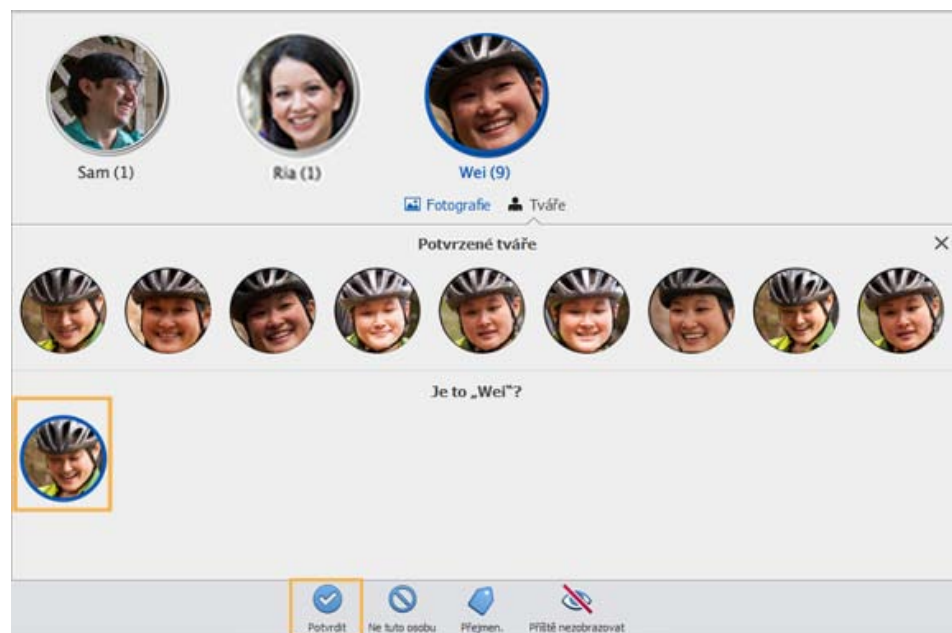 Sam (1)
Ria (1)
Wei (9)
Fotografie Tváře
Potvrzené tváře
Je to „Wei"?
Potvrdit Ne tuto osobu Přejmen. Příště nezobrazovat